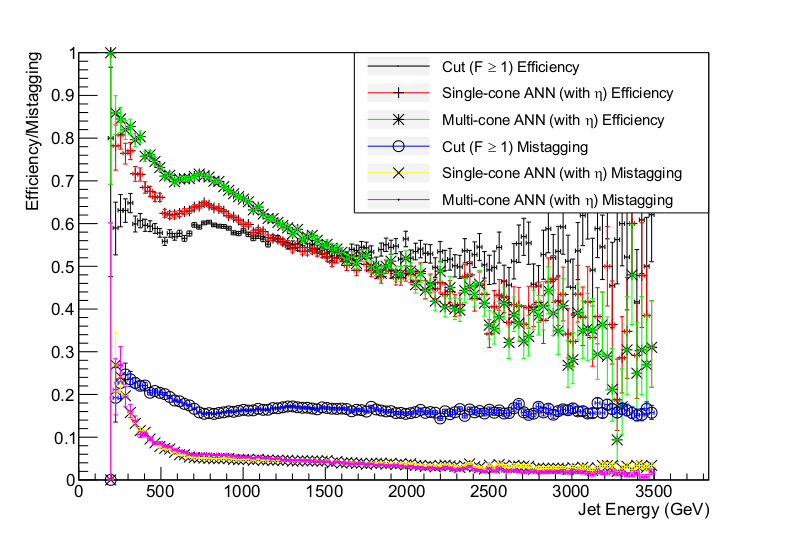 Efficiency/Mistagging
1
0.9
0.8
0.7
0.6
0.5
0.4
0.3
0.2
0.1
0
Cut (F ≥ 1) Efficiency
Single-cone ANN (with η) Efficiency
Multi-cone ANN (with η) Efficiency
Cut (F ≥ 1) Mistagging
Single-cone ANN (with η) Mistagging
Multi-cone ANN (with η) Mistagging
0 500 1000 1500 2000 2500 3000 3500
Jet Energy (GeV)